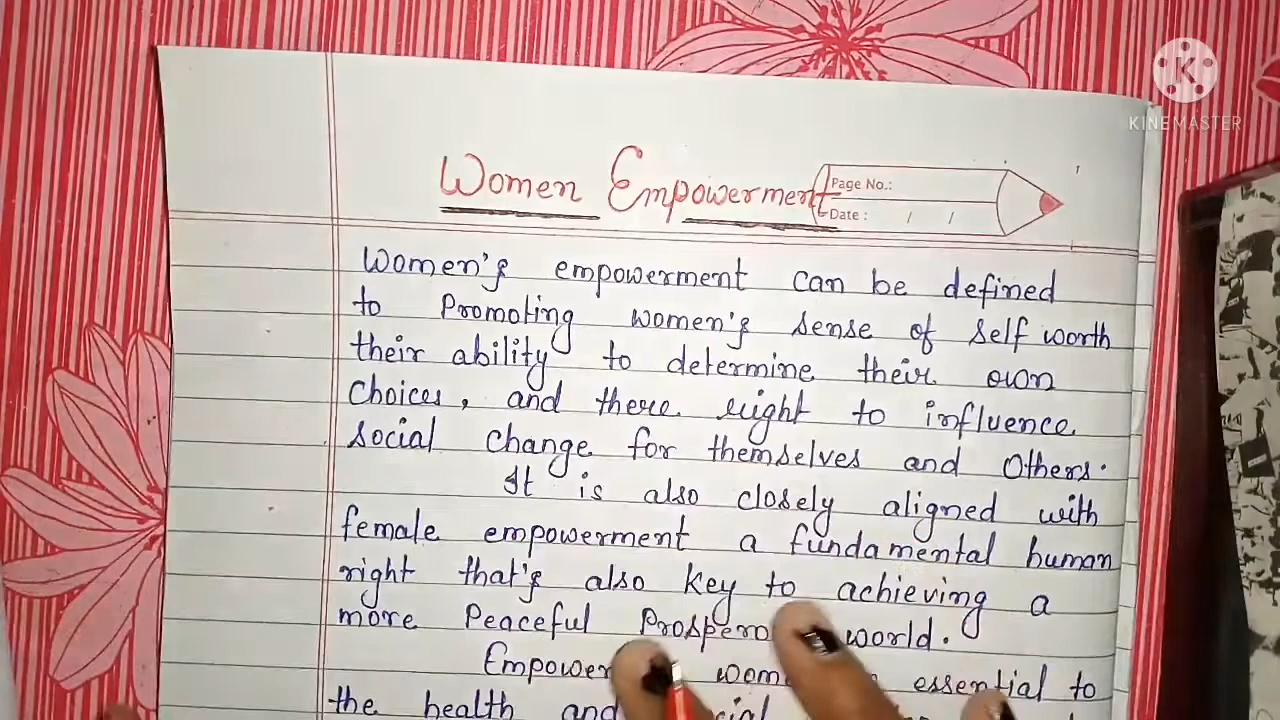 KINEMASTER
Women Empowerment
Page No.:
Date : / /
Women's empowerment can be defined
to Promoting women's sense of self worth
their ability to determine their own
Choices, and there right to influence
social change for themselves and Others.
It is also closely aligned with
female empowerment a fundamental human
right that's also key to achieving a
more Peaceful world.
essential to
the health and